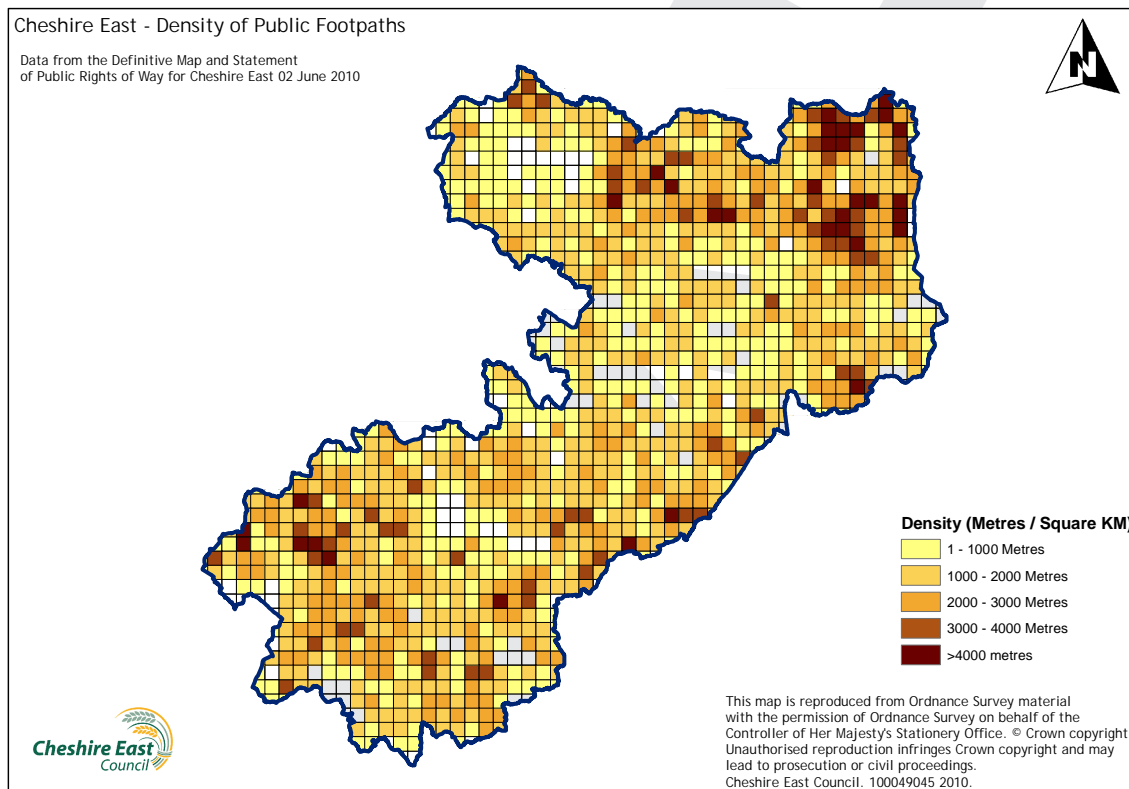 Cheshire East - Density of Public Footpaths
Data from the Definitive Map and Statement
of Public Rights of Way for Cheshire East 02 June 2010
N
Density (Metres / Square KM)
1 - 1000 Metres
1000 - 2000 Metres
2000 - 3000 Metres
3000 - 4000 Metres
>4000 metres
This map is reproduced from Ordnance Survey material
with the permission of Ordnance Survey on behalf of the
Controller of Her Majesty's Stationery Office. © Crown copyright
Unauthorised reproduction infringes Crown copyright and may
lead to prosecution or civil proceedings.
Cheshire East Council. 100049045 2010.
Cheshire East
Council